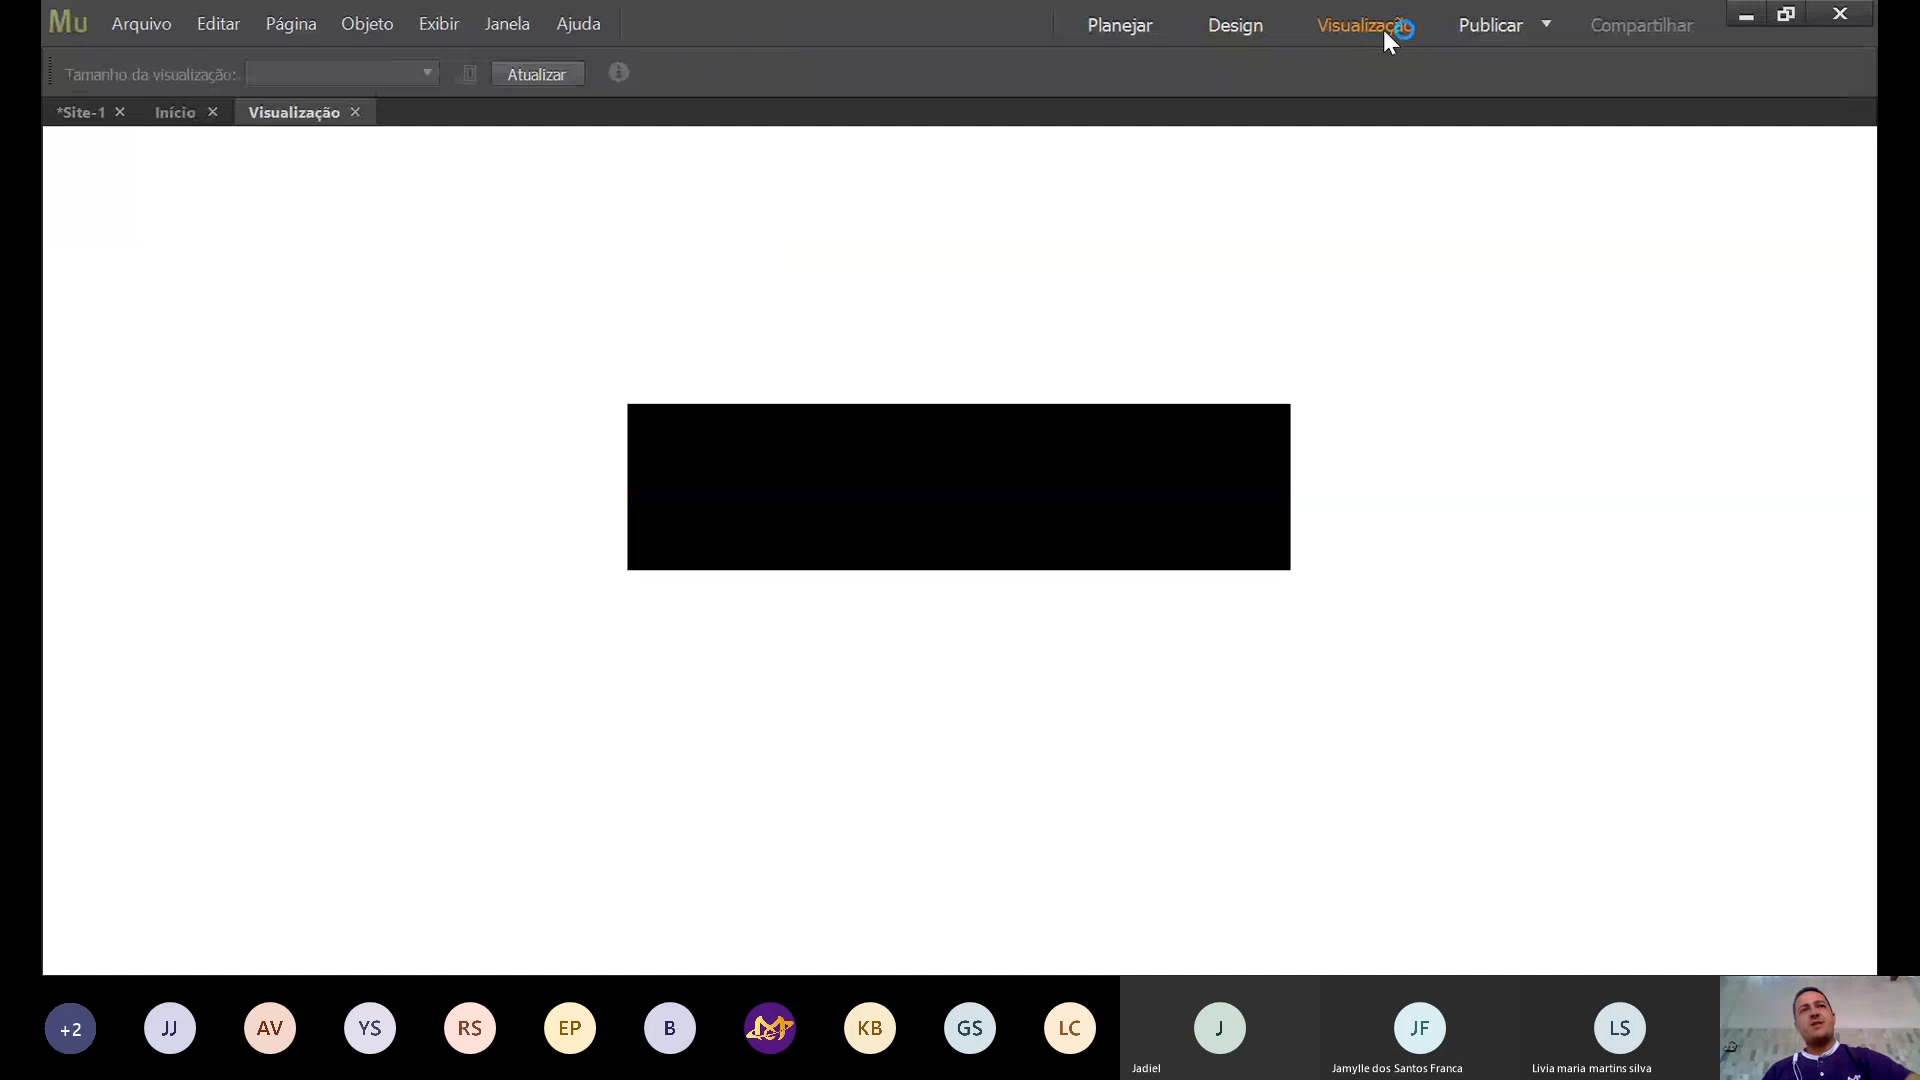 Mu Arquivo Editar Página Objeto Exibir Janela Ajuda Planejar Design Visualização Publicar Compartilhar
Tamanho da visualização: Atualizar
*Site-1 Início Visualização
+2 JJ AV YS RS EP B KB GS LC J JF LS
Jadiel Jamylle dos Santos Franca Livia maria martins silva